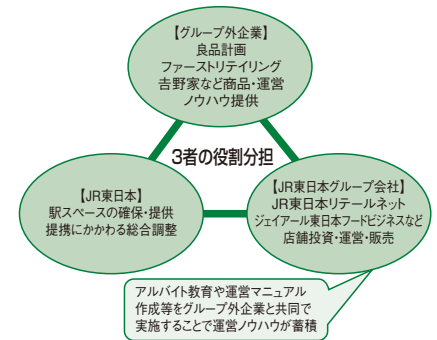 【グループ外企業】
良品計画
ファーストリテイリング
吉野家など商品・運営
ノウハウ提供
3者の役割分担
【JR東日本】
駅スペースの確保・提供
提携にかかわる総合調整
【JR東日本グループ会社】
JR東日本リテールネット
ジェイアール東日本フードビジネスなど
店舗投資・運営・販売
アルバイト教育や運営マニュアル
作成等をグループ外企業と共同で
実施することで運営ノウハウが蓄積